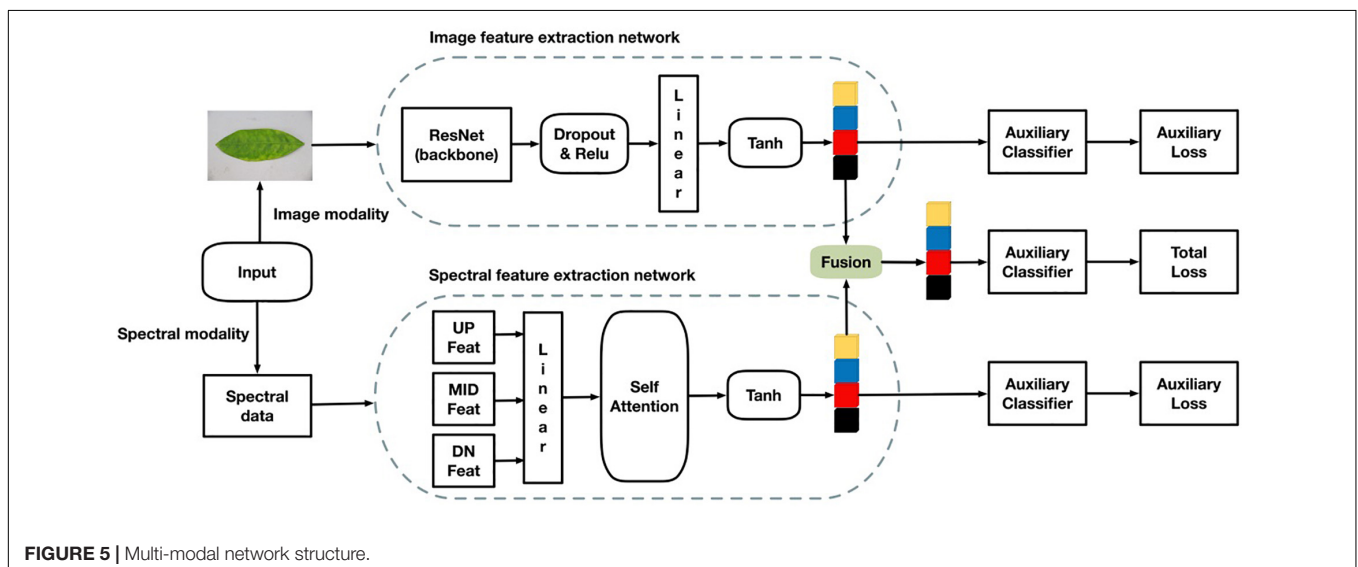 Image feature extraction network
ResNet
(backbone)
Dropout
& Relu
L
i
n
e
a
r
Tanh
Auxiliary
Classifier
Auxiliary
Loss
Image modality
Input
Spectral modality
Spectral
data
Fusion
Auxiliary
Classifier
Total
Loss
Spectral feature extraction network
UP
Feat
MID
Feat
DN
Feat
L
i
n
e
a
r
Self
Attention
Tanh
Auxiliary
Classifier
Auxiliary
Loss
FIGURE 5 | Multi-modal network structure.